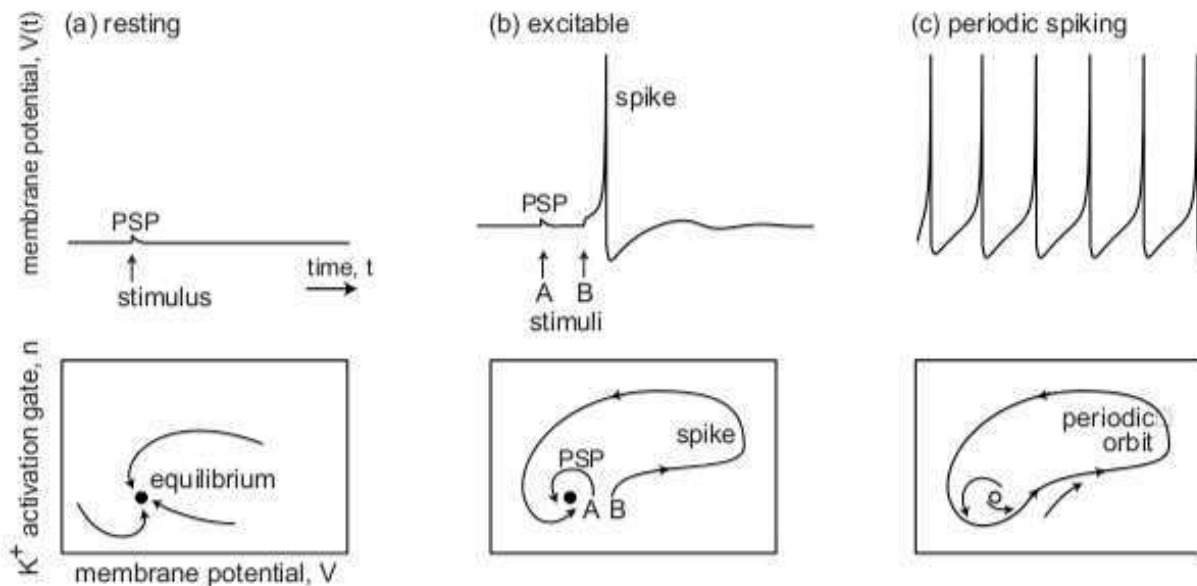 membrane potential, V(t)
(a) resting
PSP
stimulus
time, t
(b) excitable
spike
PSP
A
B
stimuli
(c) periodic spiking
K+ activation gate, n
equilibrium
membrane potential, V
spike
PSP
A
B
periodic
orbit